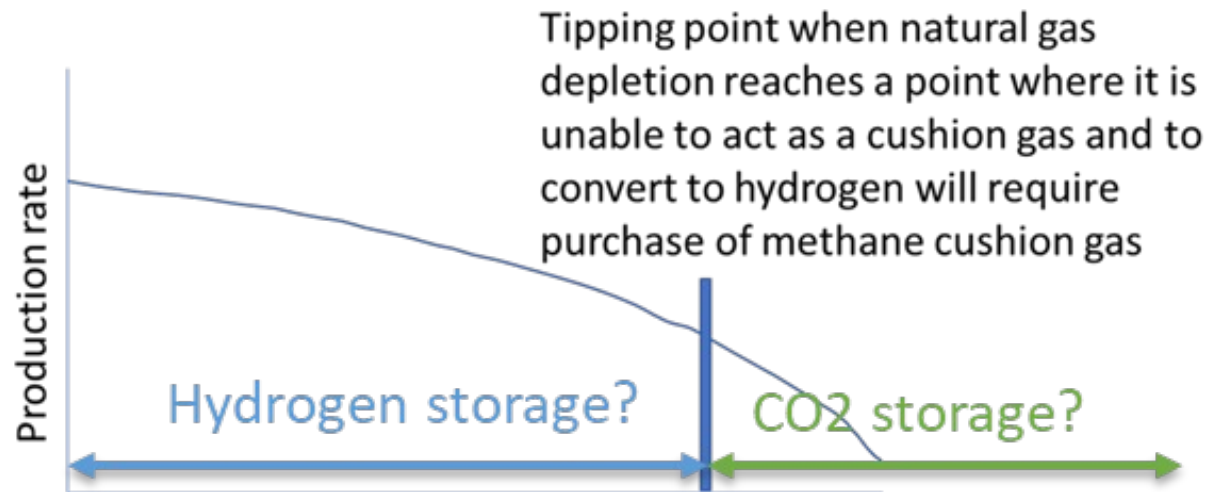 Tipping point when natural gas
depletion reaches a point where it is
unable to act as a cushion gas and to
convert to hydrogen will require
purchase of methane cushion gas
Production rate
Hydrogen storage?
CO2 storage?